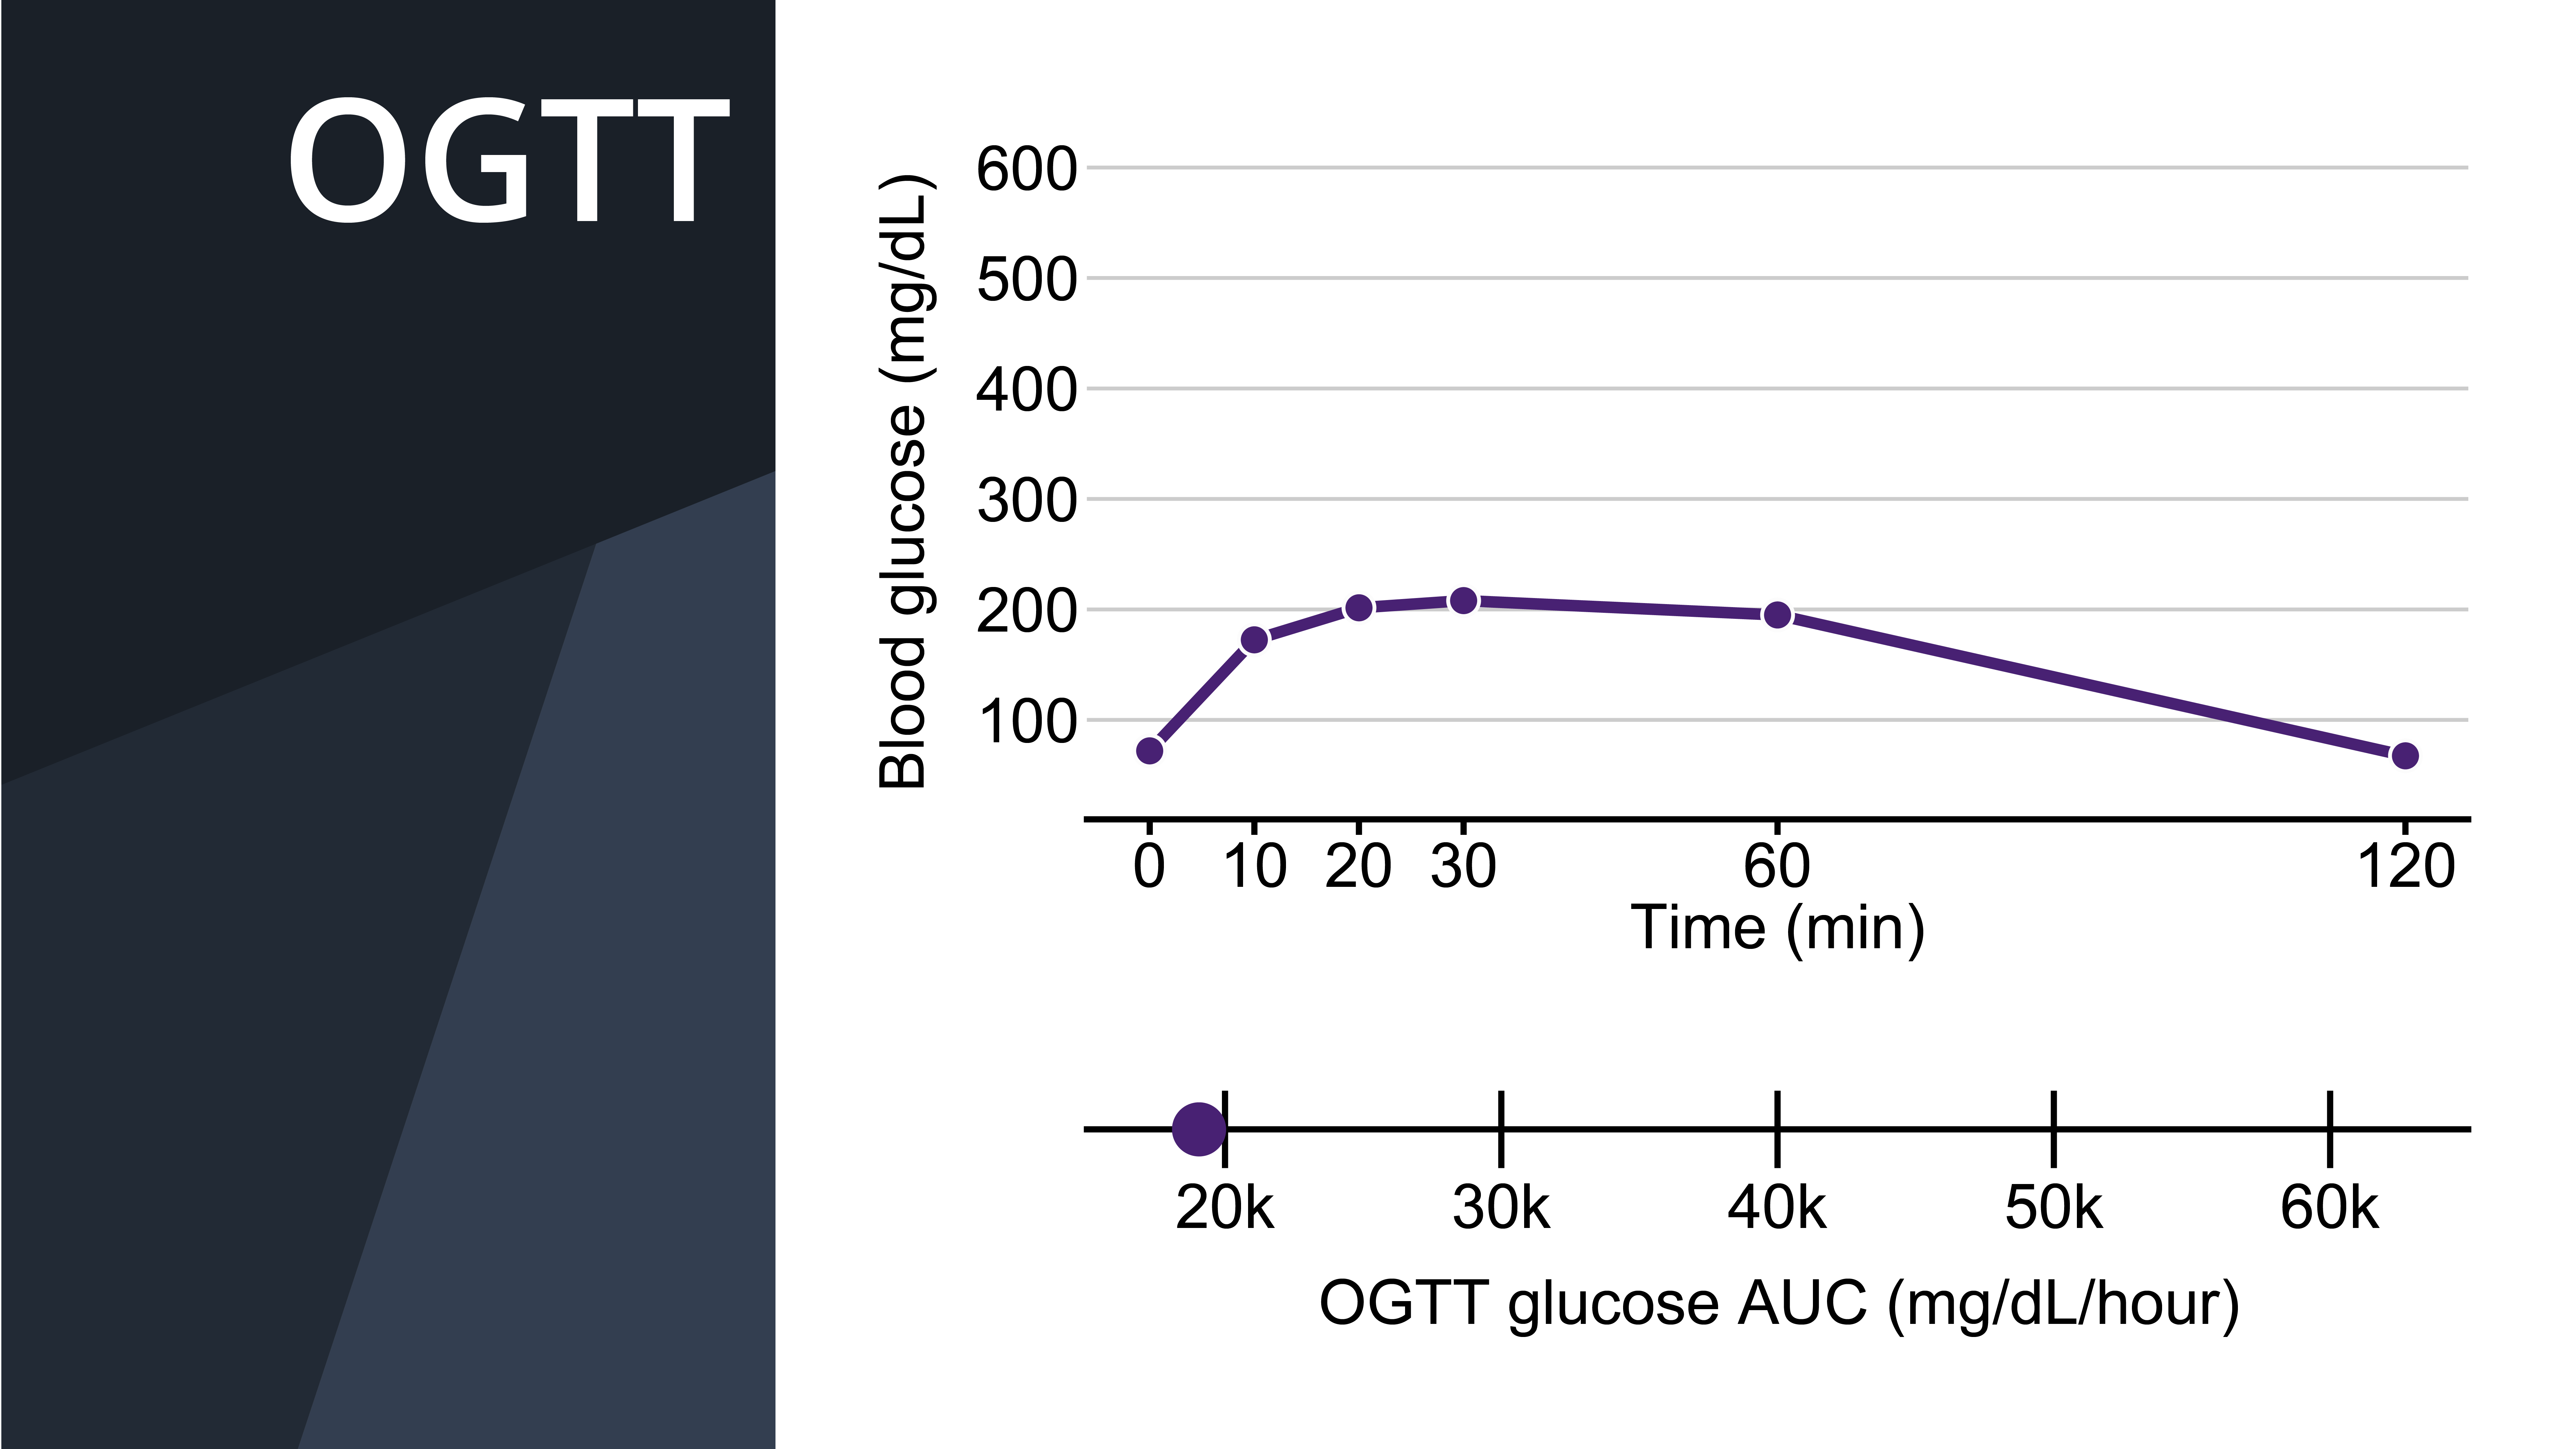 OGTT
Blood glucose (mg/dL)
600
500
400
300
200
100
0 10 20 30 60 120
Time (min)
20k 30k 40k 50k 60k
OGTT glucose AUC (mg/dL/hour)